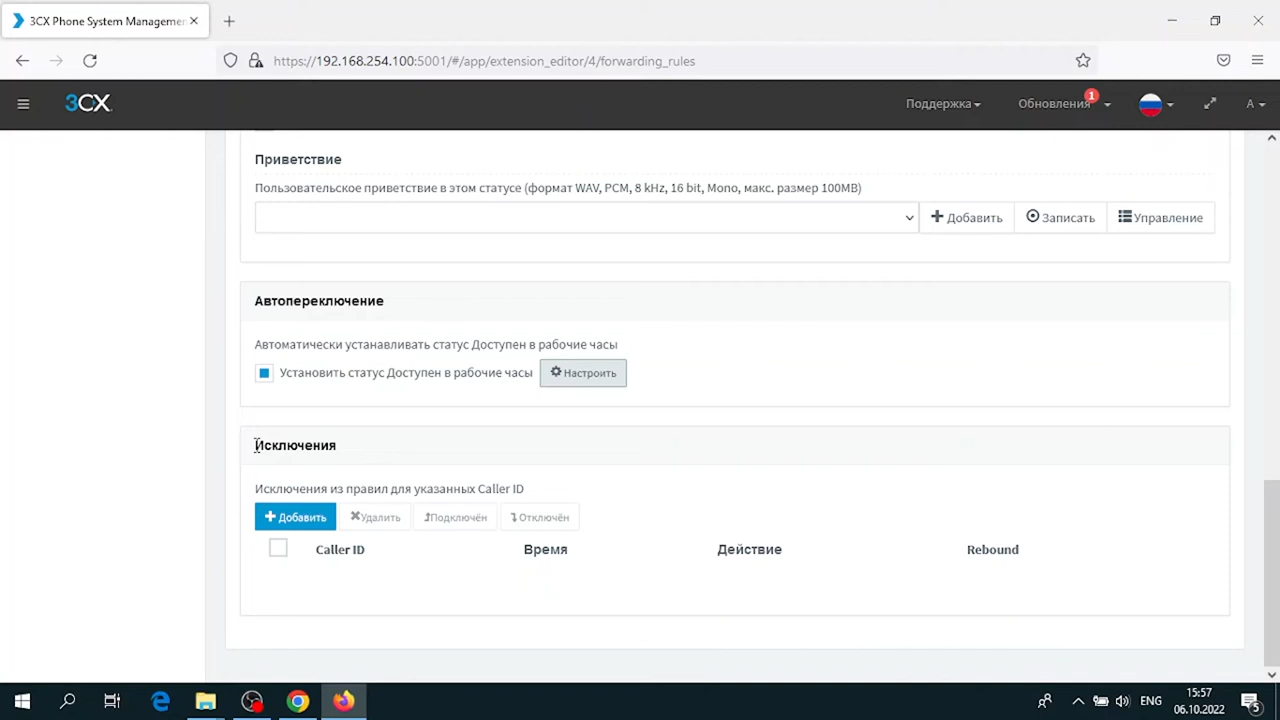 3CX Phone System Managemen
https://192.168.254.100:5001/#/app/extension_editor/4/forwarding_rules
3CX
Поддержка
Обновления
1
A
Приветствие
Пользовательское приветствие в этом статусе (формат WAV, PCM, 8 kHz, 16 bit, Mono, макс. размер 100MB)
Добавить
Записать
Управление
Автопереключение
Автоматически устанавливать статус Доступен в рабочие часы
Установить статус Доступен в рабочие часы
Настроить
Исключения
Исключения из правил для указанных Caller ID
Добавить
Удалить
Подключён
Отключён
Caller ID
Время
Действие
Rebound
ENG
15:57
06.10.2022
5